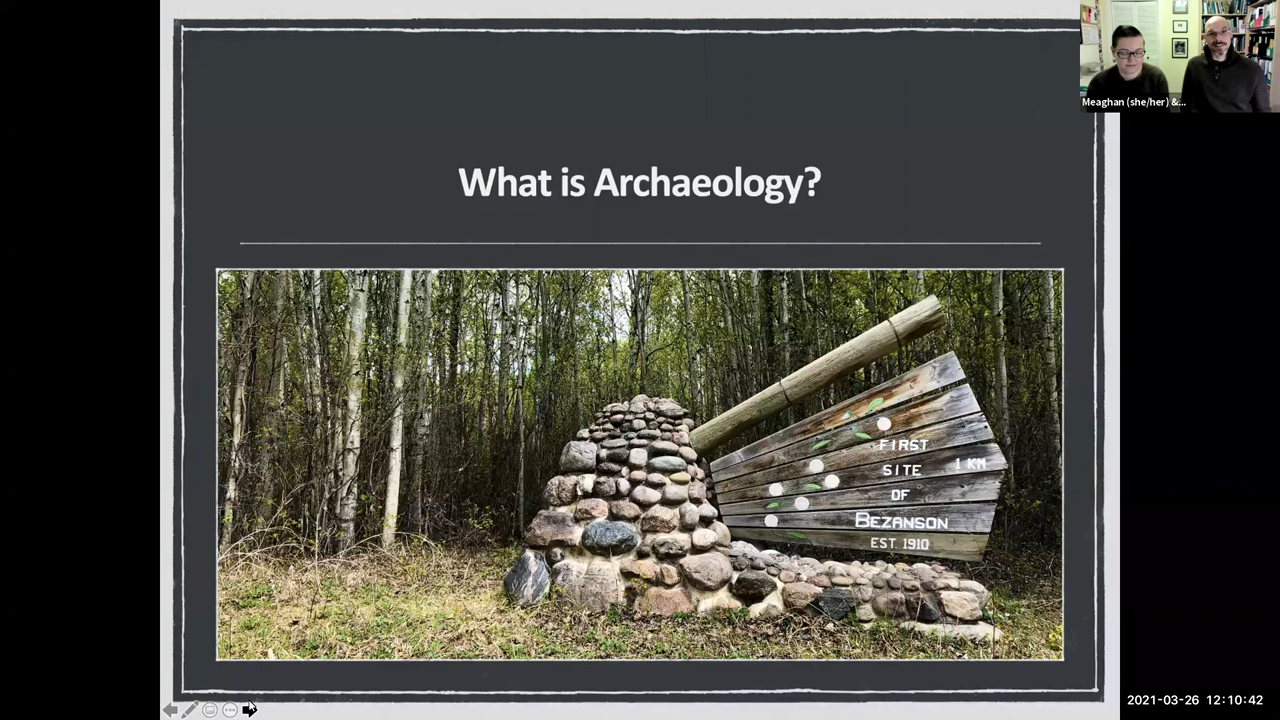 What is Archaeology?
FIRST
SITE 1 KM
OF
BEZANSON
EST. 1910
Meaghan (she/her) &...
2021-03-26 12:10:42